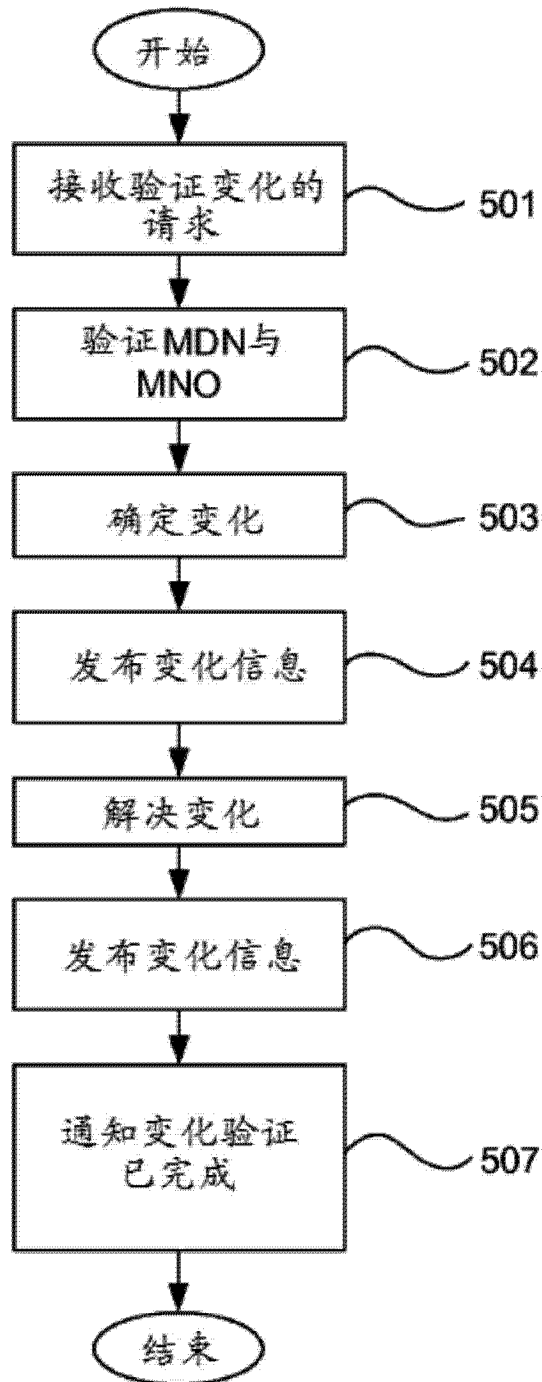 开始
接收验证变化的
请求
501
验证MDN与
MNO
502
确定变化
503
发布变化信息
504
解决变化
505
发布变化信息
506
通知变化验证
已完成
507
结束